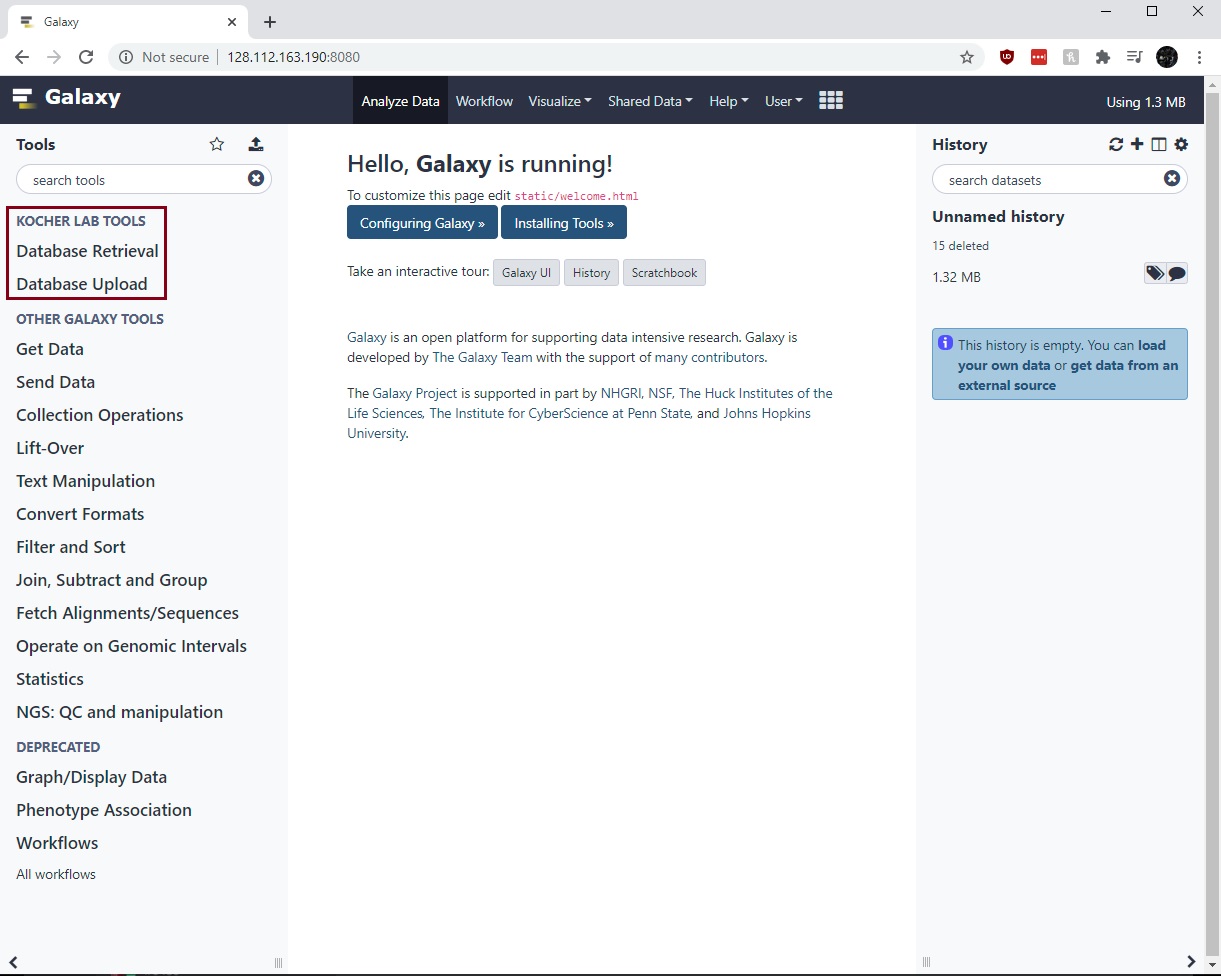 Galaxy
Not secure
128.112.163.190:8080
Galaxy
Analyze Data
Workflow
Visualize
Shared Data
Help
User
Using 1.3 MB
Tools
search tools
KOCHER LAB TOOLS
Database Retrieval
Database Upload
OTHER GALAXY TOOLS
Get Data
Send Data
Collection Operations
Lift-Over
Text Manipulation
Convert Formats
Filter and Sort
Join, Subtract and Group
Fetch Alignments/Sequences
Operate on Genomic Intervals
Statistics
NGS: QC and manipulation
DEPRECATED
Graph/Display Data
Phenotype Association
Workflows
All workflows
Hello, Galaxy is running!
To customize this page edit static/welcome.html
Configuring Galaxy »
Installing Tools »
Take an interactive tour:
Galaxy UI
History
Scratchbook
Galaxy is an open platform for supporting data intensive research. Galaxy is
developed by The Galaxy Team with the support of many contributors.
The Galaxy Project is supported in part by NHGRI, NSF, The Huck Institutes of the
Life Sciences, The Institute for CyberScience at Penn State, and Johns Hopkins
University.
History
search datasets
Unnamed history
15 deleted
1.32 MB
This history is empty. You can load
your own data or get data from an
external source